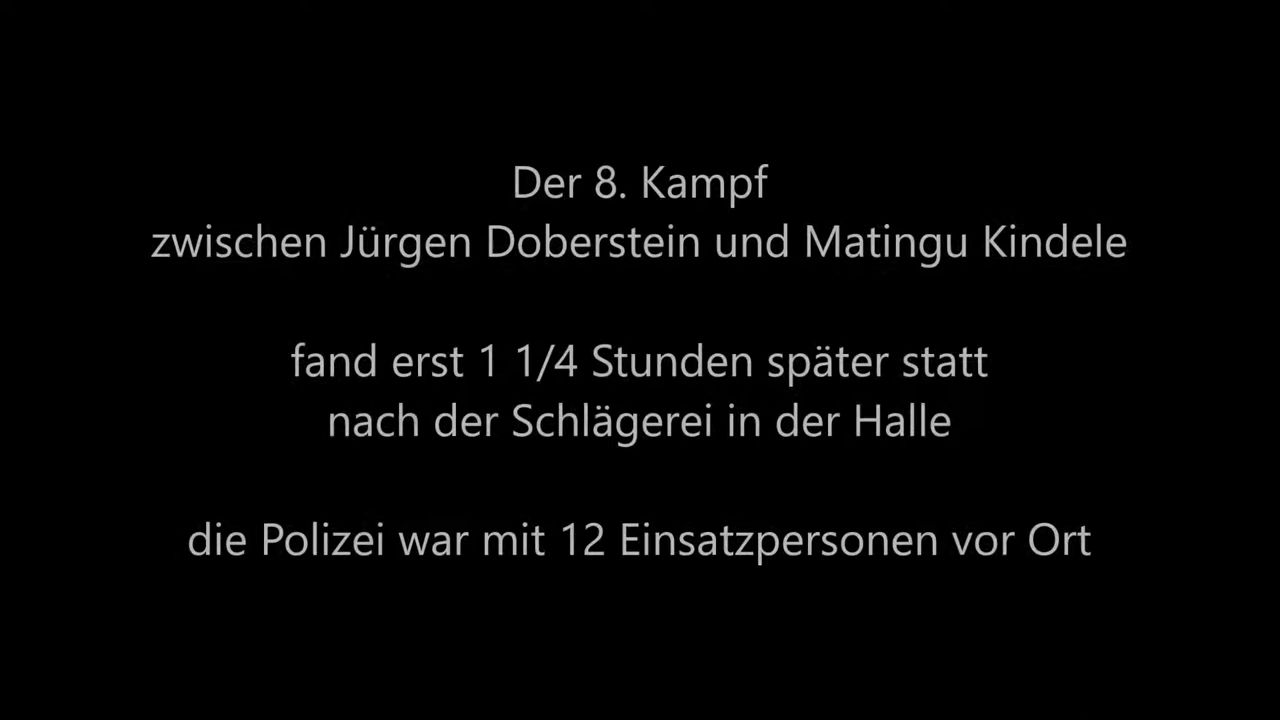 Der 8. Kampf
zwischen Jürgen Doberstein und Matingu Kindele
fand erst 1 1/4 Stunden später statt
nach der Schlägerei in der Halle
die Polizei war mit 12 Einsatzpersonen vor Ort